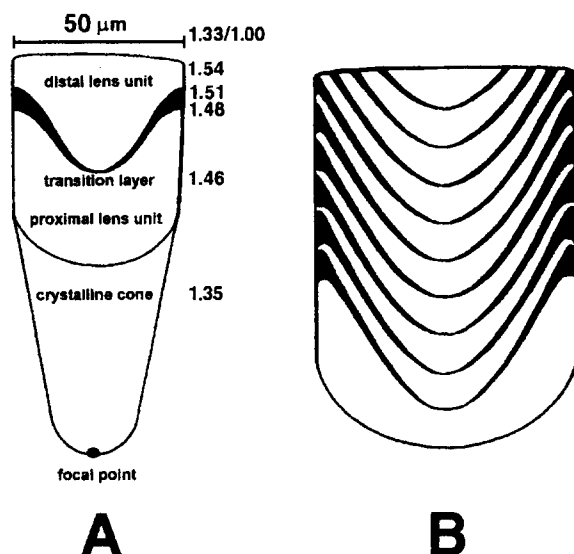 50 µm
1.33/1.00
distal lens unit
1.54
1.51
1.48
transition layer
1.46
proximal lens unit
crystalline cone
1.35
focal point
A
B